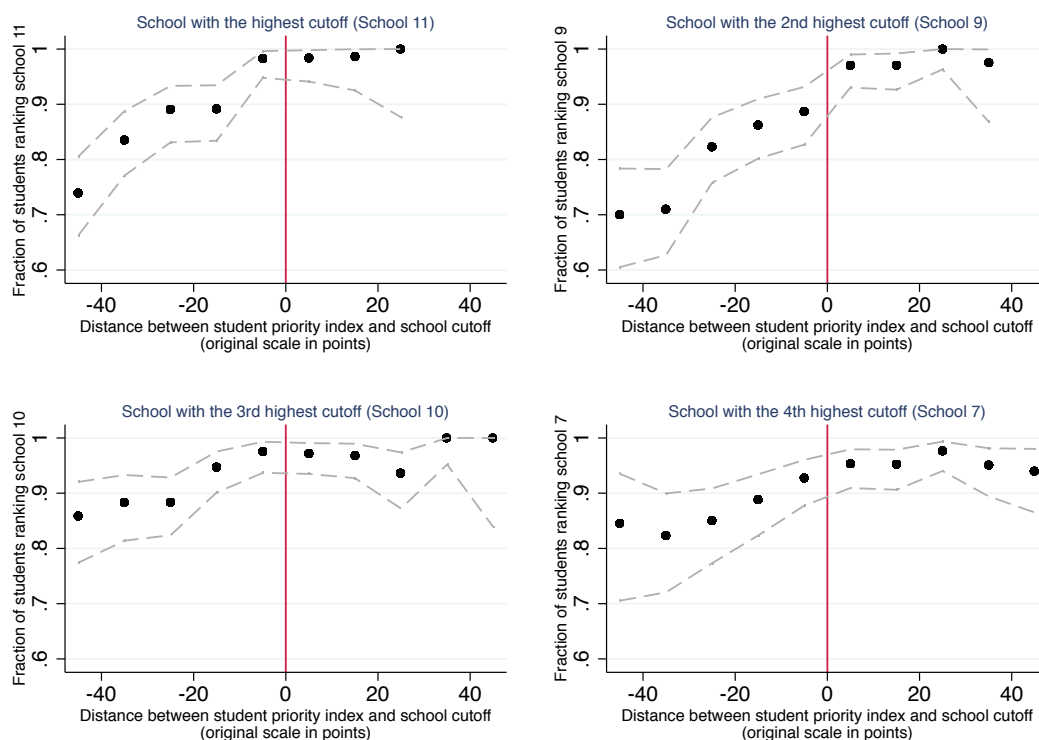 School with the highest cutoff (School 11)
Fraction of students ranking school 11
1
.9
.8
.7
.6
-40 -20 0 20 40
Distance between student priority index and school cutoff
(original scale in points)
School with the 2nd highest cutoff (School 9)
Fraction of students ranking school 9
1
.9
.8
.7
.6
-40 -20 0 20 40
Distance between student priority index and school cutoff
(original scale in points)
School with the 3rd highest cutoff (School 10)
Fraction of students ranking school 10
1
.9
.8
.7
.6
-40 -20 0 20 40
Distance between student priority index and school cutoff
(original scale in points)
School with the 4th highest cutoff (School 7)
Fraction of students ranking school 7
1
.9
.8
.7
.6
-40 -20 0 20 40
Distance between student priority index and school cutoff
(original scale in points)